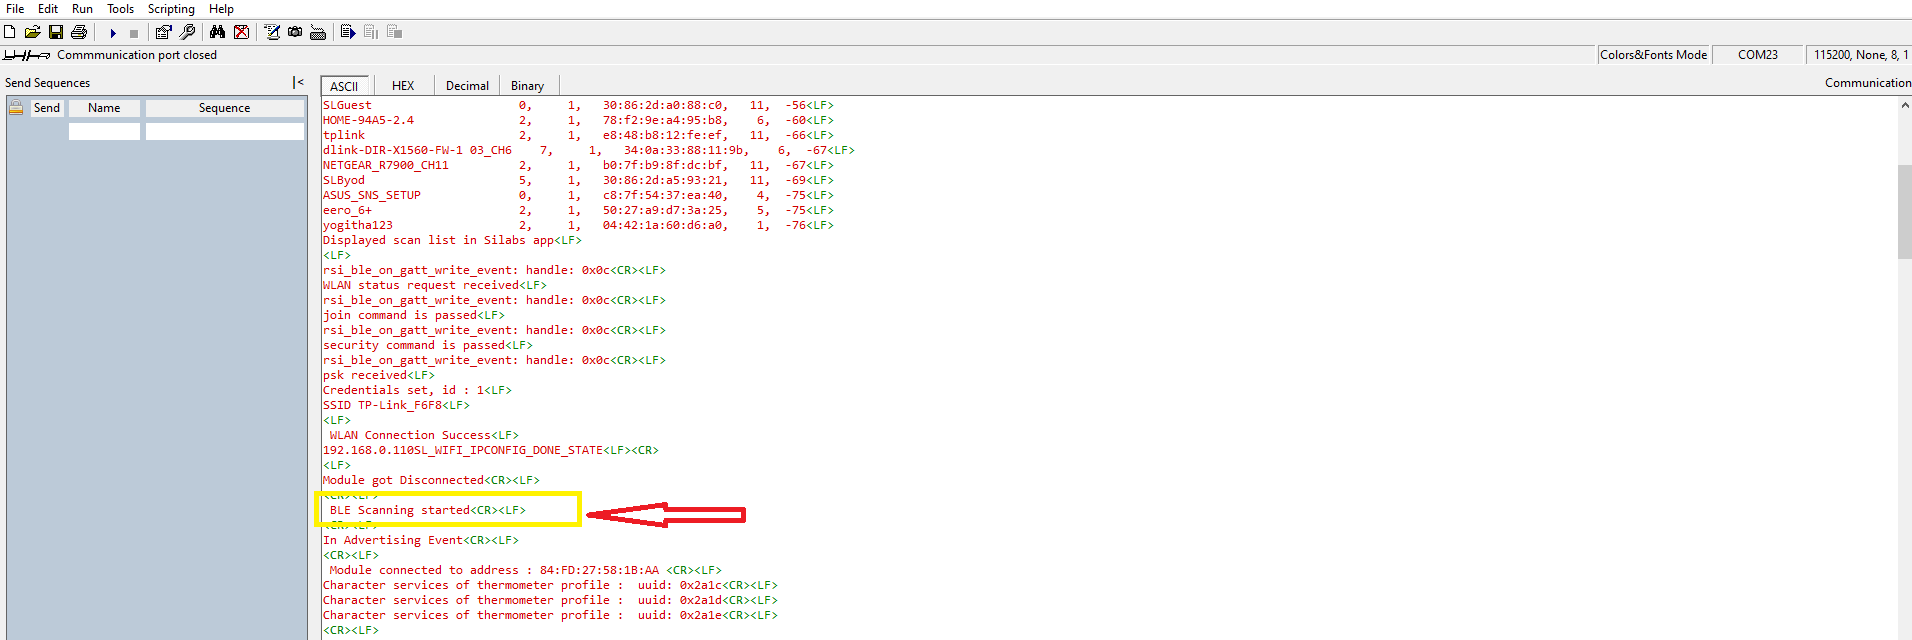 File Edit Run Tools Scripting Help
Commmunication port closed Colors&Fonts Mode COM23 115200, None, 8, 1
Send Sequences |<
Send Name Sequence
ASCII HEX Decimal Binary
Communication
SLGuest 0, 1, 30:86:2d:a0:88:c0, 11, -56<LF>
HOME-94A5-2.4 2, 1, 78:f2:9e:a4:95:b8, 6, -60<LF>
tplink 2, 1, e8:48:b8:12:fe:ef, 11, -66<LF>
dlink-DIR-X1560-FW-1 03_CH6 7, 1, 34:0a:33:88:11:9b, 6, -67<LF>
NETGEAR_R7900_CH11 2, 1, b0:7f:b9:8f:dc:bf, 11, -67<LF>
SLByod 5, 1, 30:86:2d:a5:93:21, 11, -69<LF>
ASUS_SNS_SETUP 0, 1, c8:7f:54:37:ea:40, 4, -75<LF>
eero_6+ 2, 1, 50:27:a9:d7:3a:25, 5, -75<LF>
yogitha123 2, 1, 04:42:1a:60:d6:a0, 1, -76<LF>
Displayed scan list in Silabs app<LF>
<LF>
rsi_ble_on_gatt_write_event: handle: 0x0c<CR><LF>
WLAN status request received<LF>
rsi_ble_on_gatt_write_event: handle: 0x0c<CR><LF>
join command is passed<LF>
rsi_ble_on_gatt_write_event: handle: 0x0c<CR><LF>
security command is passed<LF>
rsi_ble_on_gatt_write_event: handle: 0x0c<CR><LF>
psk received<LF>
Credentials set, id : 1<LF>
SSID TP-Link_F6F8<LF>
<LF>
WLAN Connection Success<LF>
192.168.0.110SL_WIFI_IPCONFIG_DONE_STATE<LF><CR>
<LF>
Module got Disconnected<CR><LF>
<CR><LF>
BLE Scanning started<CR><LF>
<CR><LF>
In Advertising Event<CR><LF>
<CR><LF>
Module connected to address : 84:FD:27:58:1B:AA <CR><LF>
Character services of thermometer profile : uuid: 0x2a1c<CR><LF>
Character services of thermometer profile : uuid: 0x2a1d<CR><LF>
Character services of thermometer profile : uuid: 0x2a1e<CR><LF>
<CR><LF>